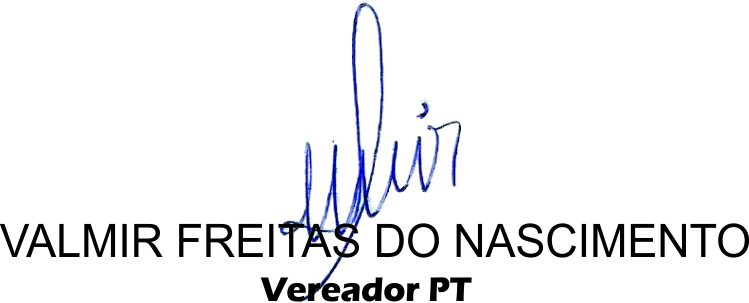 VALMIR FREITAS DO NASCIMENTO
Vereador PT